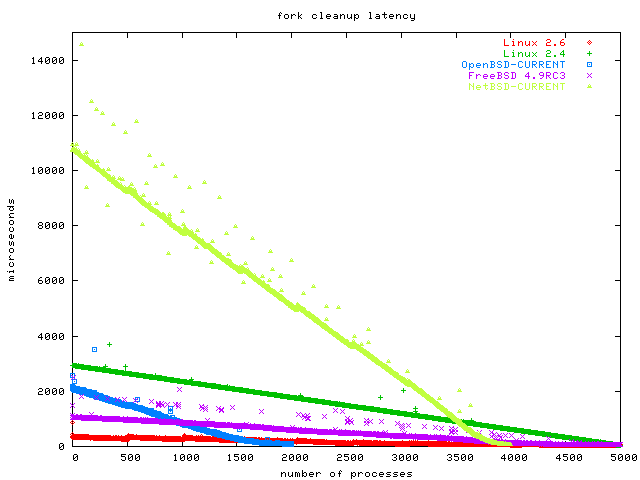 fork cleanup latency
Linux 2.6
Linux 2.4
OpenBSD-CURRENT
FreeBSD 4.9RC3
NetBSD-CURRENT
14000
12000
10000
8000
6000
4000
2000
0
microseconds
0 500 1000 1500 2000 2500 3000 3500 4000 4500 5000
number of processes